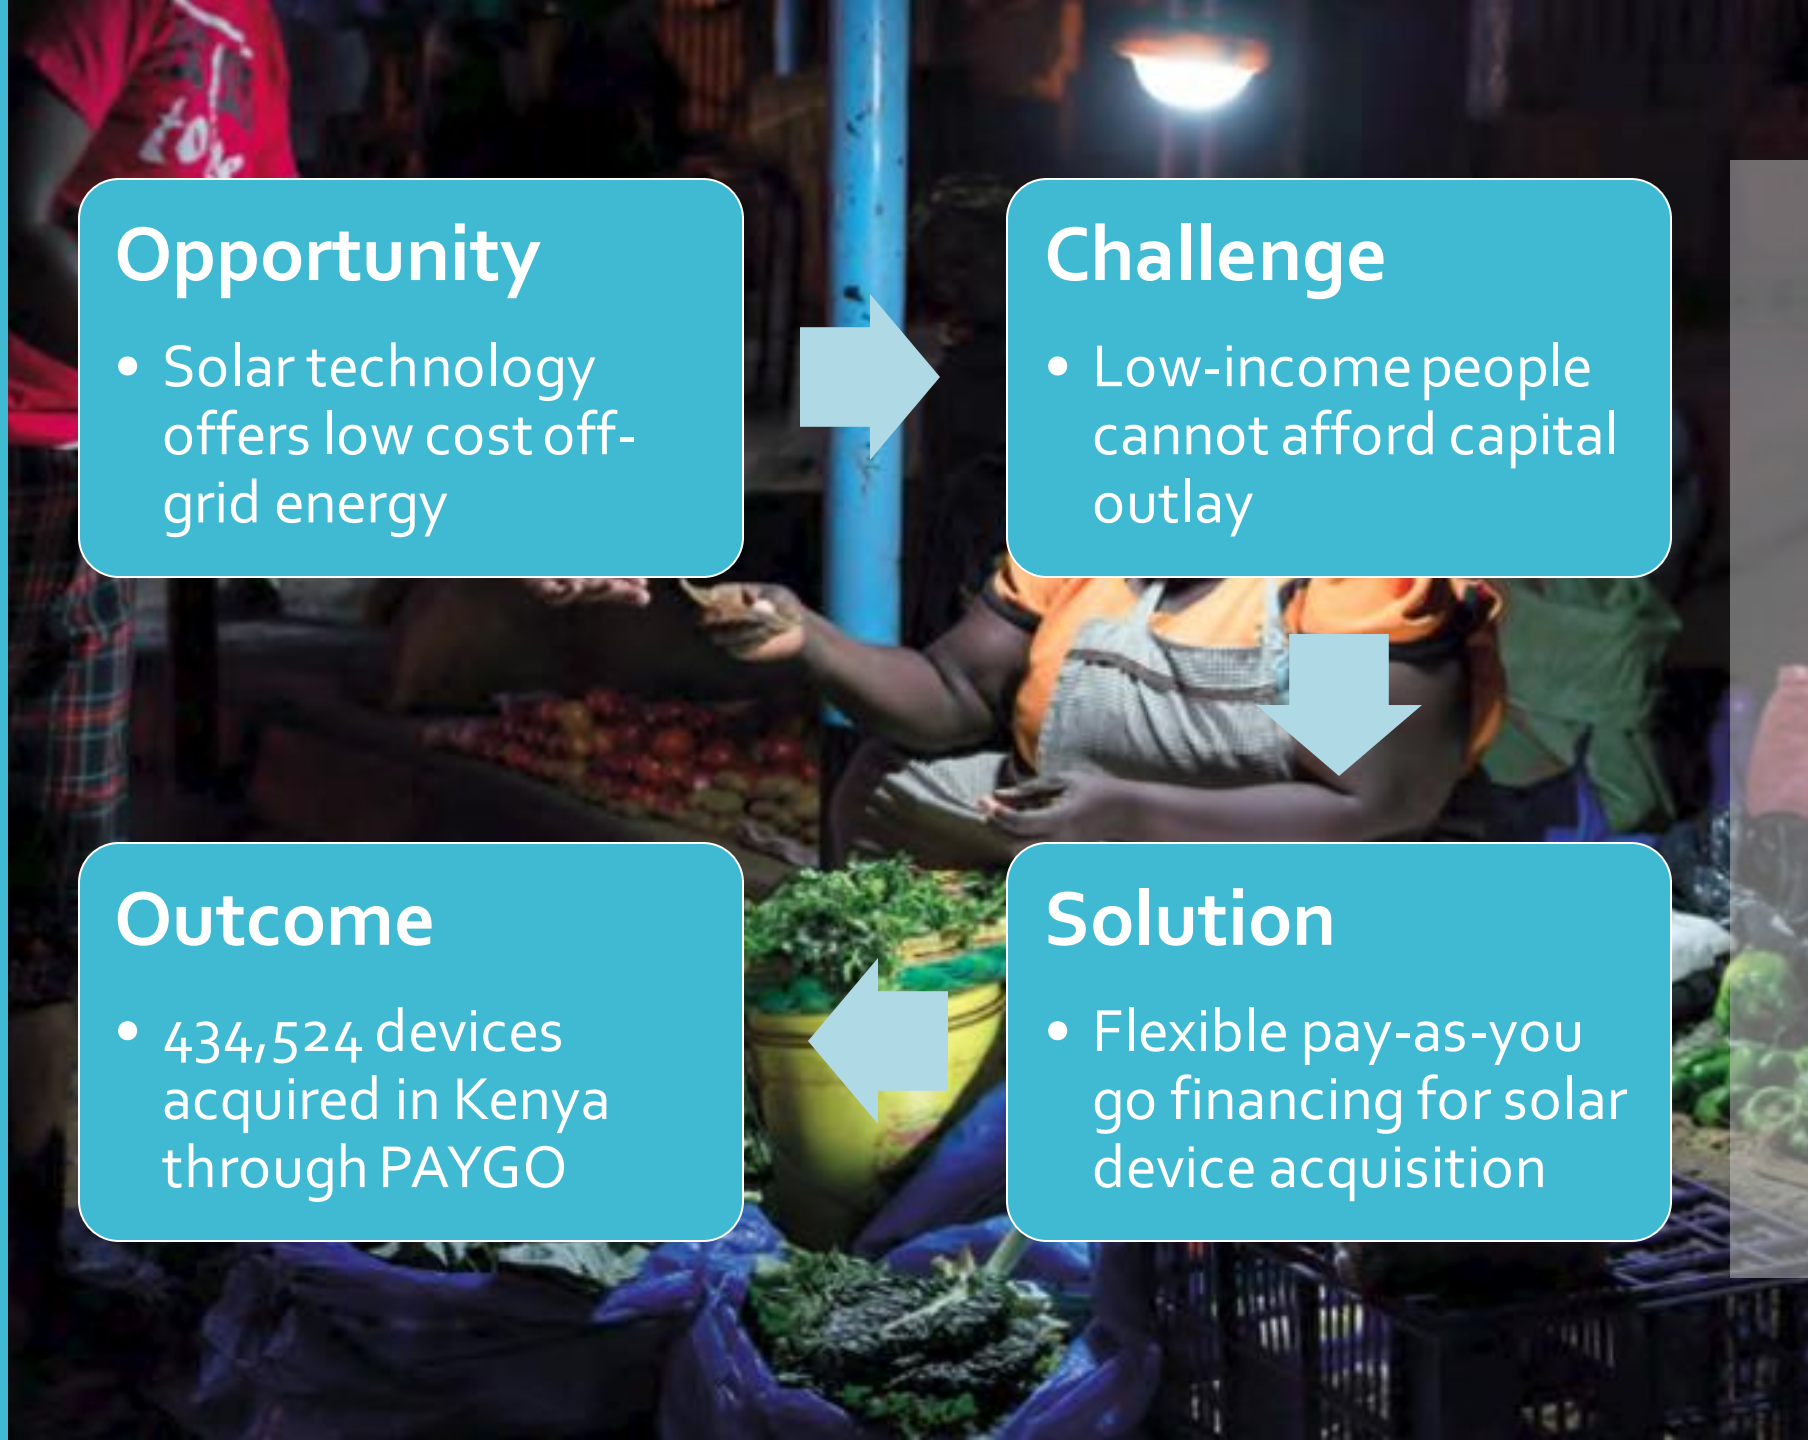 Opportunity
• Solar technology
offers low cost off-
grid energy
Challenge
• Low-income people
cannot afford capital
outlay
Solution
• Flexible pay-as-you
go financing for solar
device acquisition
Outcome
• 434,524 devices
acquired in Kenya
through PAYGO